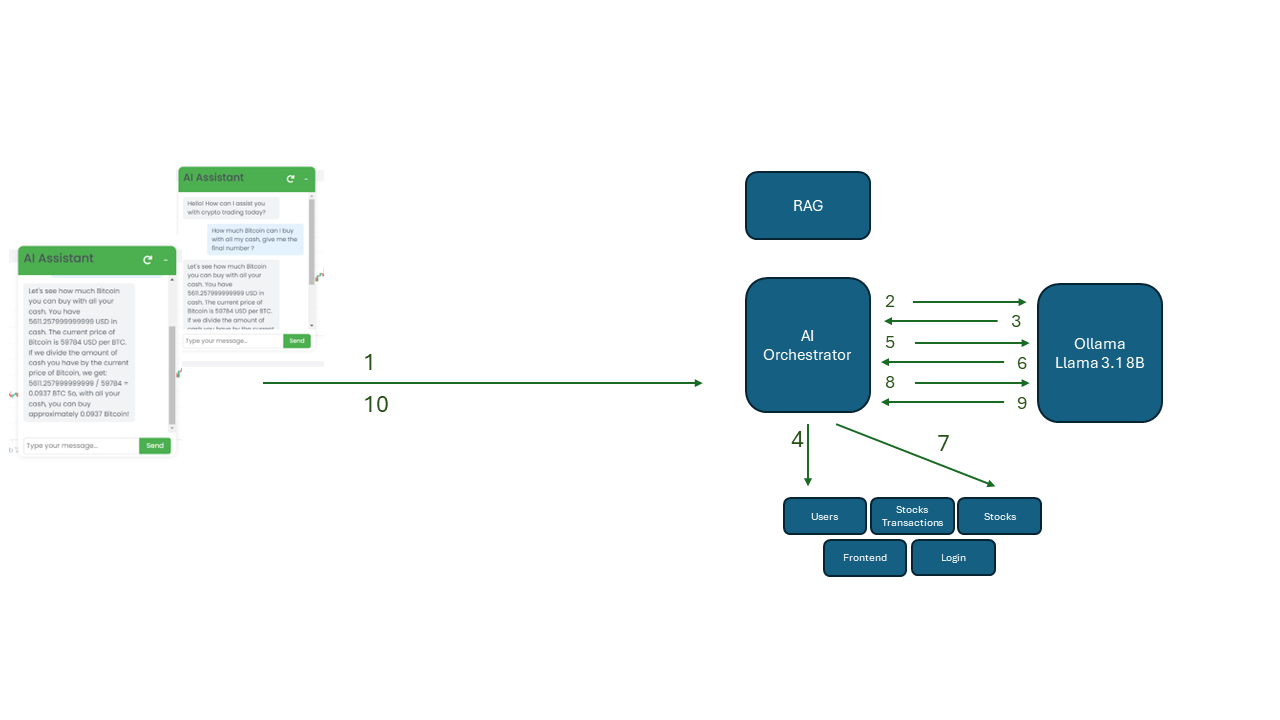 AI Assistant
Hello! How can I assist you
with crypto trading today?
How much Bitcoin can I buy
with all my cash, give me the
final number ?
Let's see how much Bitcoin
you can buy with all your
cash. You have
5611.257999999999 USD in
cash. The current price of
Bitcoin is 59784 USD per BTC.
If we divide the amount of
cash you have by the current
Type your message...
Send
AI Assistant
Let's see how much Bitcoin
you can buy with all your
cash. You have
5611.257999999999 USD in
cash. The current price of
Bitcoin is 59784 USD per BTC.
If we divide the amount of
cash you have by the current
price of Bitcoin, we get:
5611.257999999999 / 59784 =
0.0937 BTC So, with all your
cash, you can buy
approximately 0.0937 Bitcoin!
Type your message...
Send
1
10
RAG
AI
Orchestrator
2
3
5
6
8
9
Ollama
Llama 3.1 8B
4
7
Users
Stocks
Transactions
Stocks
Frontend
Login